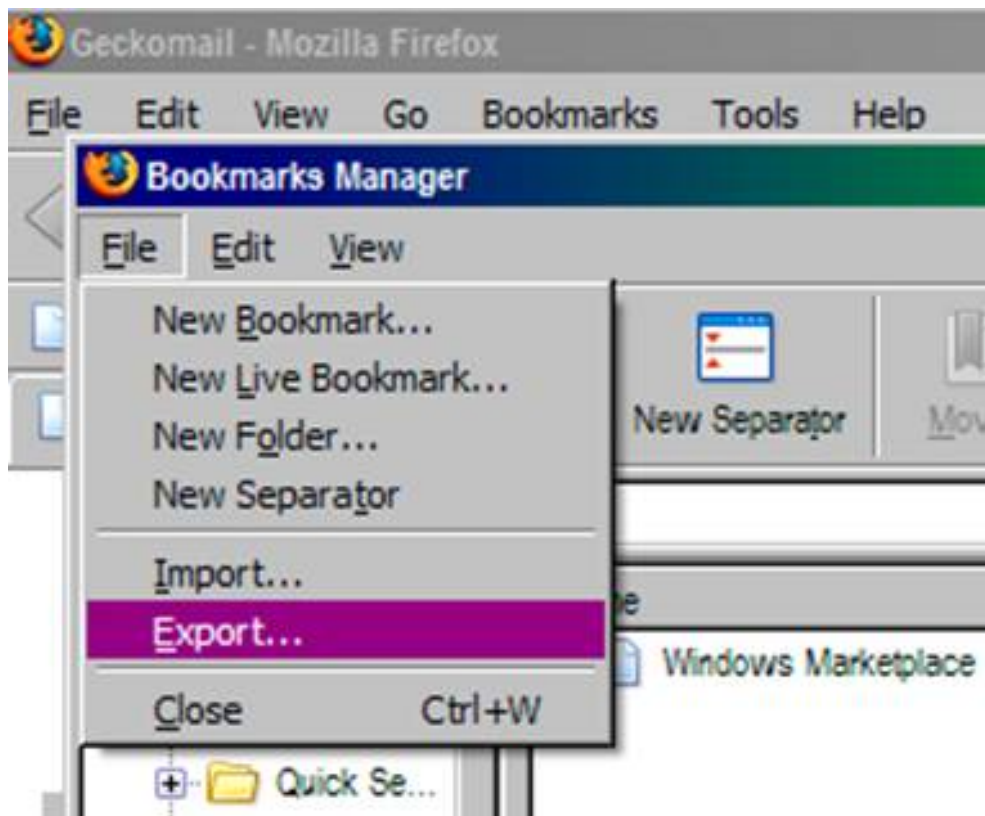 Geckomail - Mozilla Firefox
File Edit View Go Bookmarks Tools Help
Bookmarks Manager
File Edit View
New Bookmark...
New Live Bookmark...
New Folder...
New Separator
Import...
Export...
Close Ctrl+W
New Separator
Windows Marketplace
Quick Se...